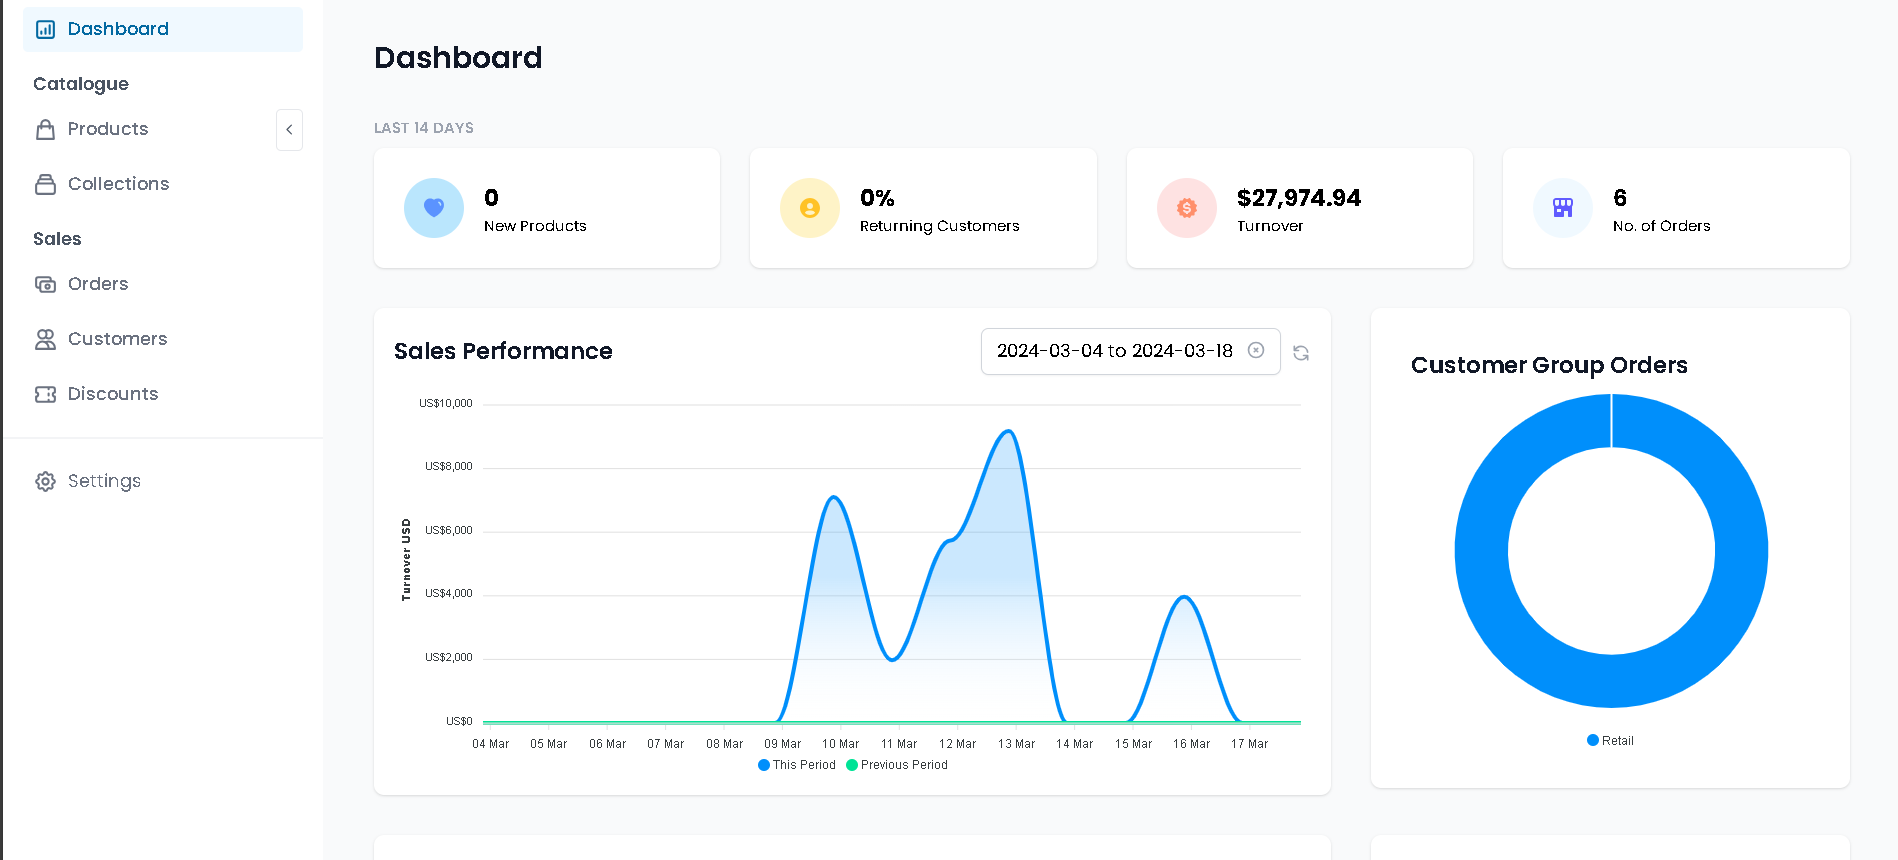 Dashboard
Catalogue
Products
Collections
Sales
Orders
Customers
Discounts
Settings
Dashboard
LAST 14 DAYS
0
New Products
0%
Returning Customers
$27,974.94
Turnover
6
No. of Orders
Sales Performance
2024-03-04 to 2024-03-18
US$10,000
US$8,000
US$6,000
US$4,000
US$2,000
US$0
Turnover USD
04 Mar 05 Mar 06 Mar 07 Mar 08 Mar 09 Mar 10 Mar 11 Mar 12 Mar 13 Mar 14 Mar 15 Mar 16 Mar 17 Mar
This Period Previous Period
Customer Group Orders
Retail